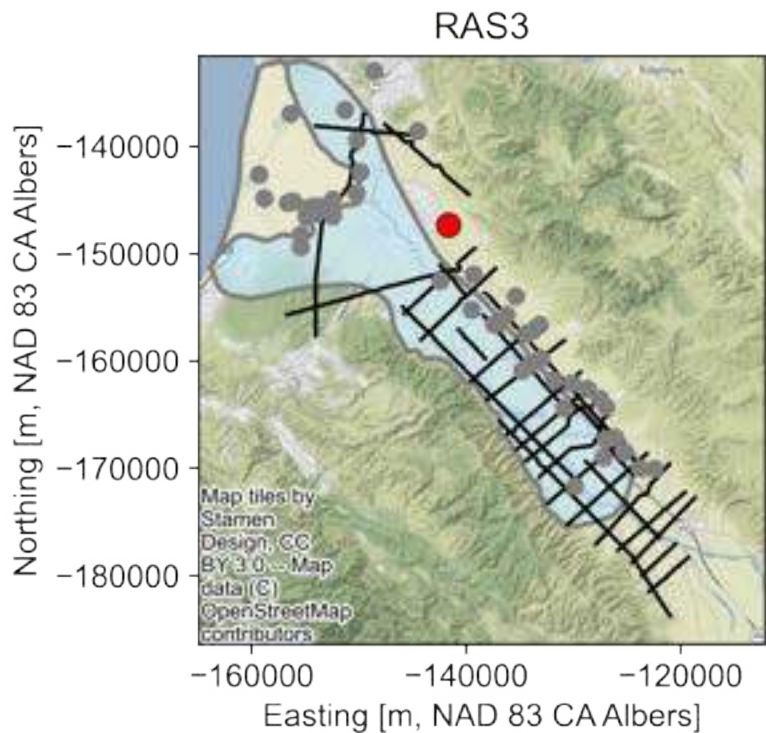 RAS3
Northing [m, NAD 83 CA Albers]
−140000
−150000
−160000
−170000
−180000
Map tiles by
Stamen
Design, CC
BY 3.0 -- Map
data (C)
OpenStreetMap
contributors
−160000
−140000
−120000
Easting [m, NAD 83 CA Albers]